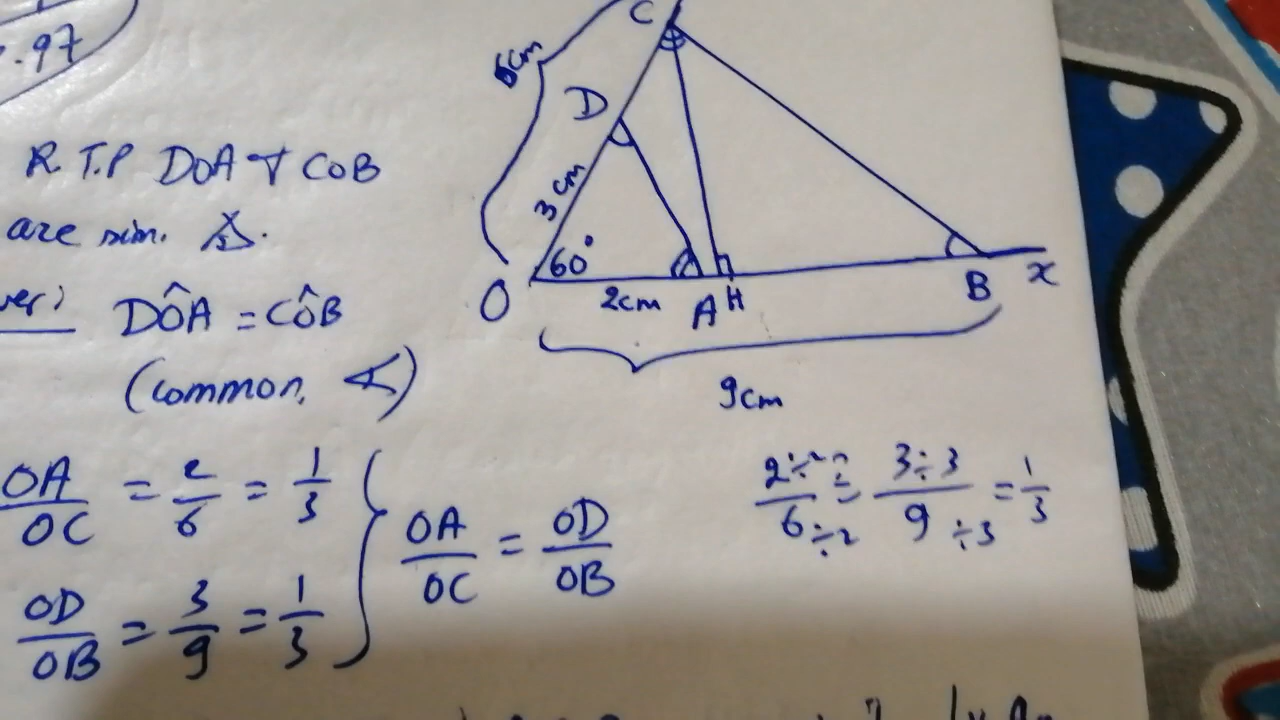 .97
C
6cm
D
3cm
60°
O
2cm
A H
B
x
9cm
R.T.P DOA & COB
are sim. Δs.
DÔA = CÔB
(common, ∢)
OA/OC = 2/6 = 1/3
OD/OB = 3/9 = 1/3
OA/OC = OD/OB
2÷2/6÷2 = 3÷3/9÷3 = 1/3